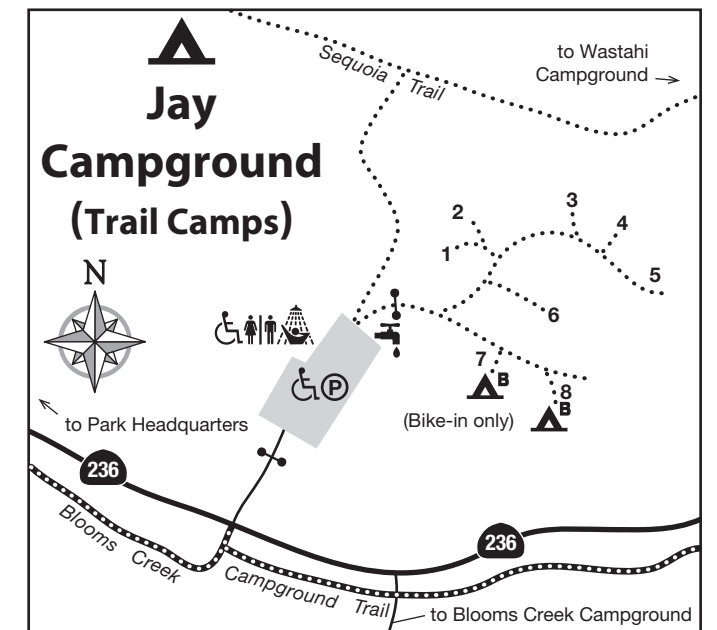 Jay
Campground
(Trail Camps)
Sequoia Trail
to Wastahi
Campground
N
1
2
3
4
5
6
7
B
8
B
(Bike-in only)
P
to Park Headquarters
236
236
Blooms Creek Campground Trail
to Blooms Creek Campground